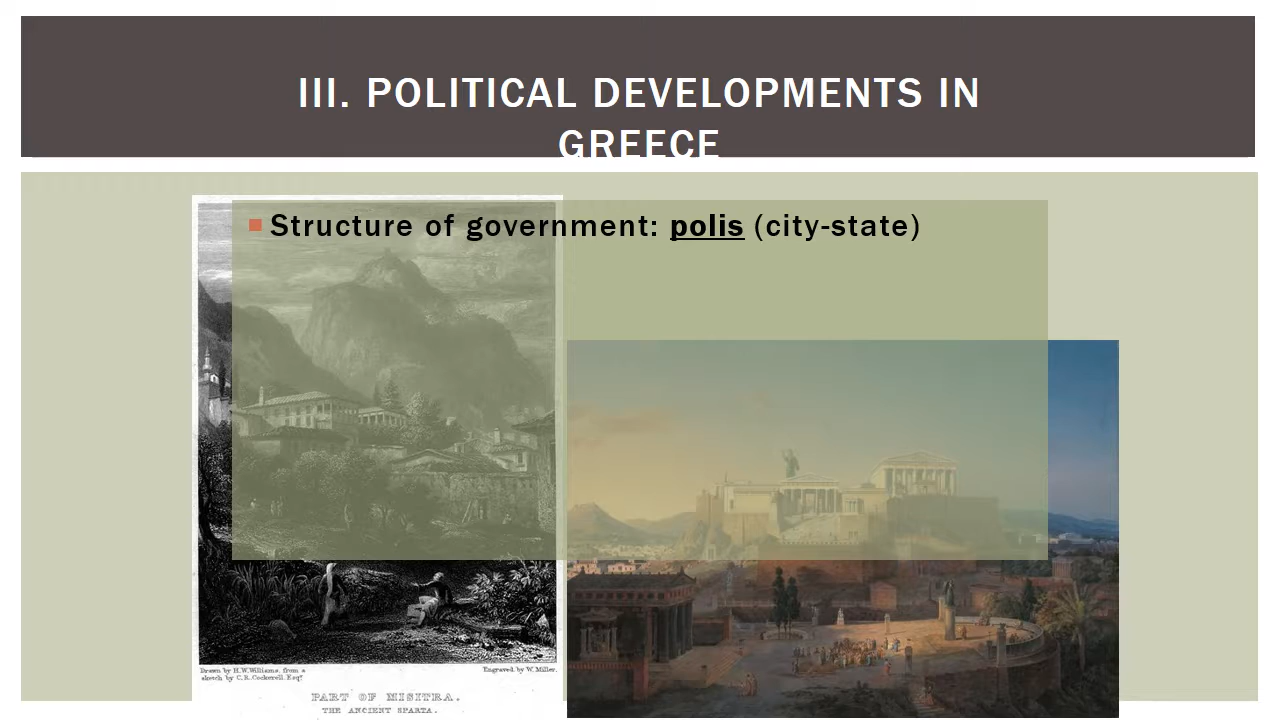 III. POLITICAL DEVELOPMENTS IN
GREECE
Structure of government: polis (city-state)
Drawn by H.W.Williams, from a
sketch by C.R. Cockerell Esqr.
Engraved by W. Miller.
PART OF MISITRA.
THE ANCIENT SPARTA.